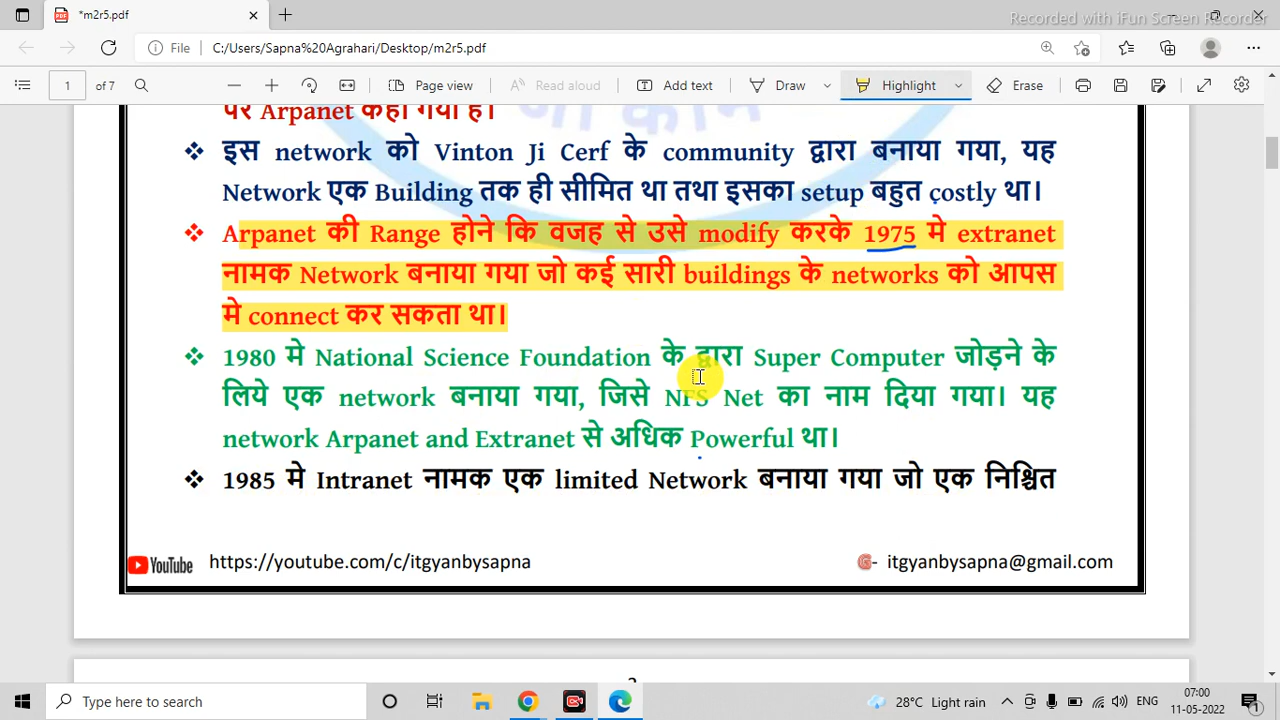 *m2r5.pdf
Recorded with iFun Screen Recorder
File C:/Users/Sapna%20Agrahari/Desktop/m2r5.pdf
1 of 7 Page view Read aloud Add text Draw Highlight Erase
पर Arpanet कहा गया है।
❖ इस network को Vinton Ji Cerf के community द्वारा बनाया गया, यह
Network एक Building तक ही सीमित था तथा इसका setup बहुत costly था।
❖ Arpanet की Range होने कि वजह से उसे modify करके 1975 मे extranet
नामक Network बनाया गया जो कई सारी buildings के networks को आपस
मे connect कर सकता था।
❖ 1980 मे National Science Foundation के द्वारा Super Computer जोड़ने के
लिये एक network बनाया गया, जिसे NFS Net का नाम दिया गया। यह
network Arpanet and Extranet से अधिक Powerful था।
❖ 1985 मे Intranet नामक एक limited Network बनाया गया जो एक निश्चित
YouTube https://youtube.com/c/itgyanbysapna G- itgyanbysapna@gmail.com
Type here to search 28°C Light rain ENG 07:00
11-05-2022